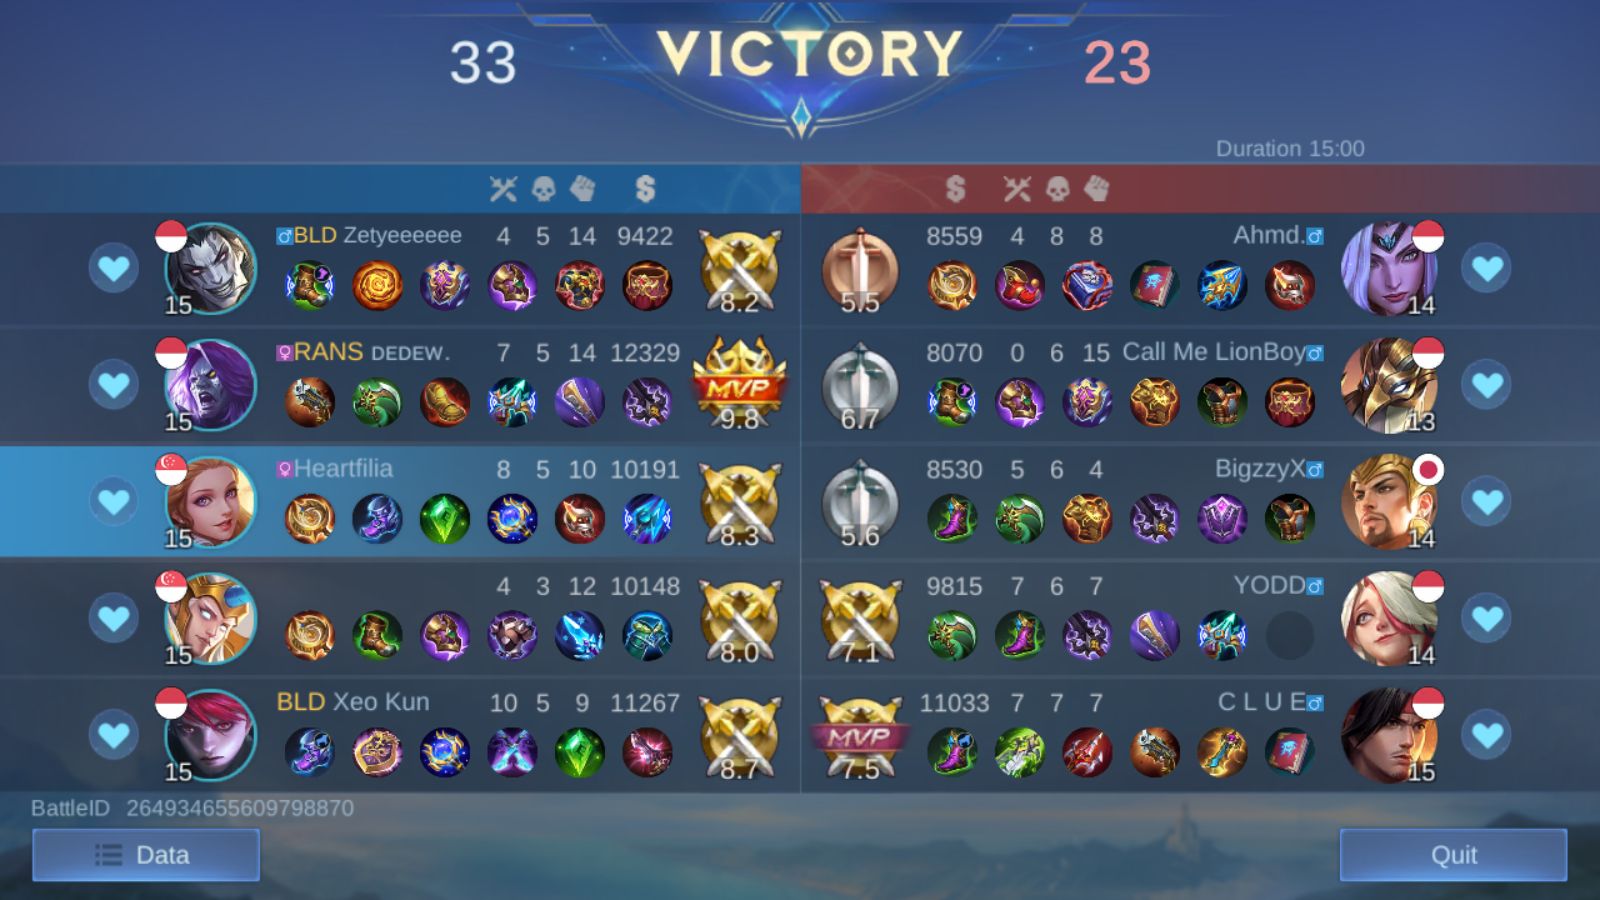 33 VICTORY 23
Duration 15:00
BLD Zetyeeeeee 4 5 14 9422
15 8.2
5.5 8559 4 8 8 Ahmd.
14
RANS DEDEW. 7 5 14 12329
15 MVP 9.8
6.7 8070 0 6 15 Call Me LionBoy
13
Heartfilia 8 5 10 10191
15 8.3
5.6 8530 5 6 4 BigzzyX
14
4 3 12 10148
15 8.0
7.1 9815 7 6 7 YODD
14
BLD Xeo Kun 10 5 9 11267
15 8.7
MVP 7.5 11033 7 7 7 C L U E
15
BattleID 264934655609798870
Data
Quit